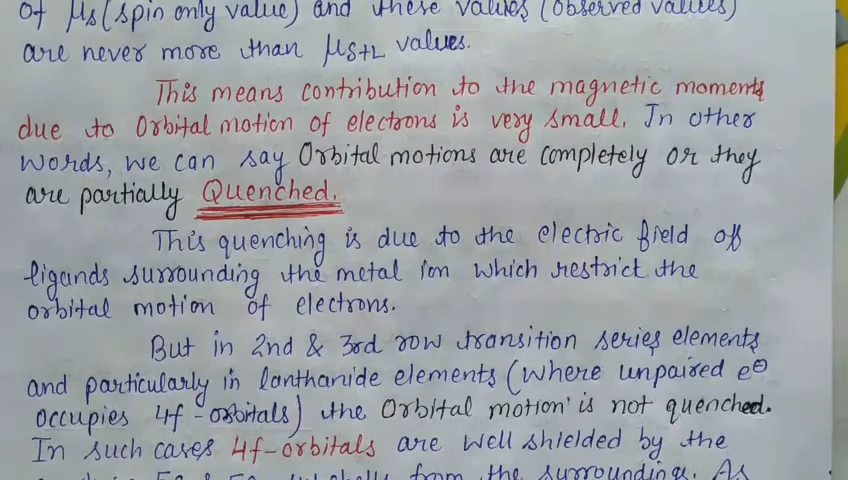 of μs (spin only value) and these values (observed values)
are never more than μS+L values.
This means contribution to the magnetic moments
due to Orbital motion of electrons is very small. In other
words, we can say Orbital motions are completely or they
are partially Quenched.
This quenching is due to the electric field of
ligands surrounding the metal ion which restrict the
orbital motion of electrons.
But in 2nd & 3rd row transition series elements
and particularly in lanthanide elements (where unpaired e⊖
occupies 4f-orbitals) the Orbital motion is not quenched.
In such cases 4f-orbitals are well shielded by the
from the surroundings. As